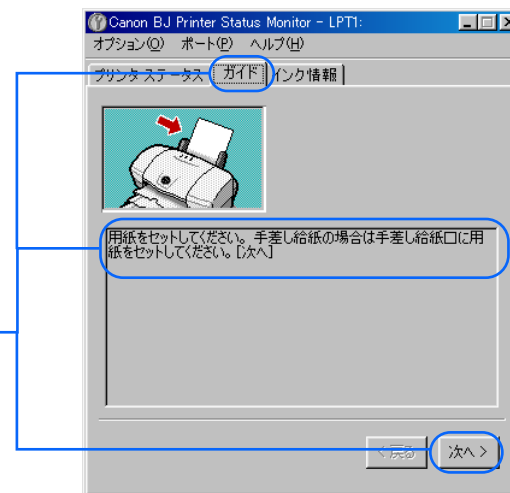 Canon BJ Printer Status Monitor - LPT1:
オプション(O) ポート(P) ヘルプ(H)
プリンタ ステータス ガイド インク情報
用紙をセットしてください。手差し給紙の場合は手差し給紙口に用
紙をセットしてください。[次へ]
< 戻る 次へ >